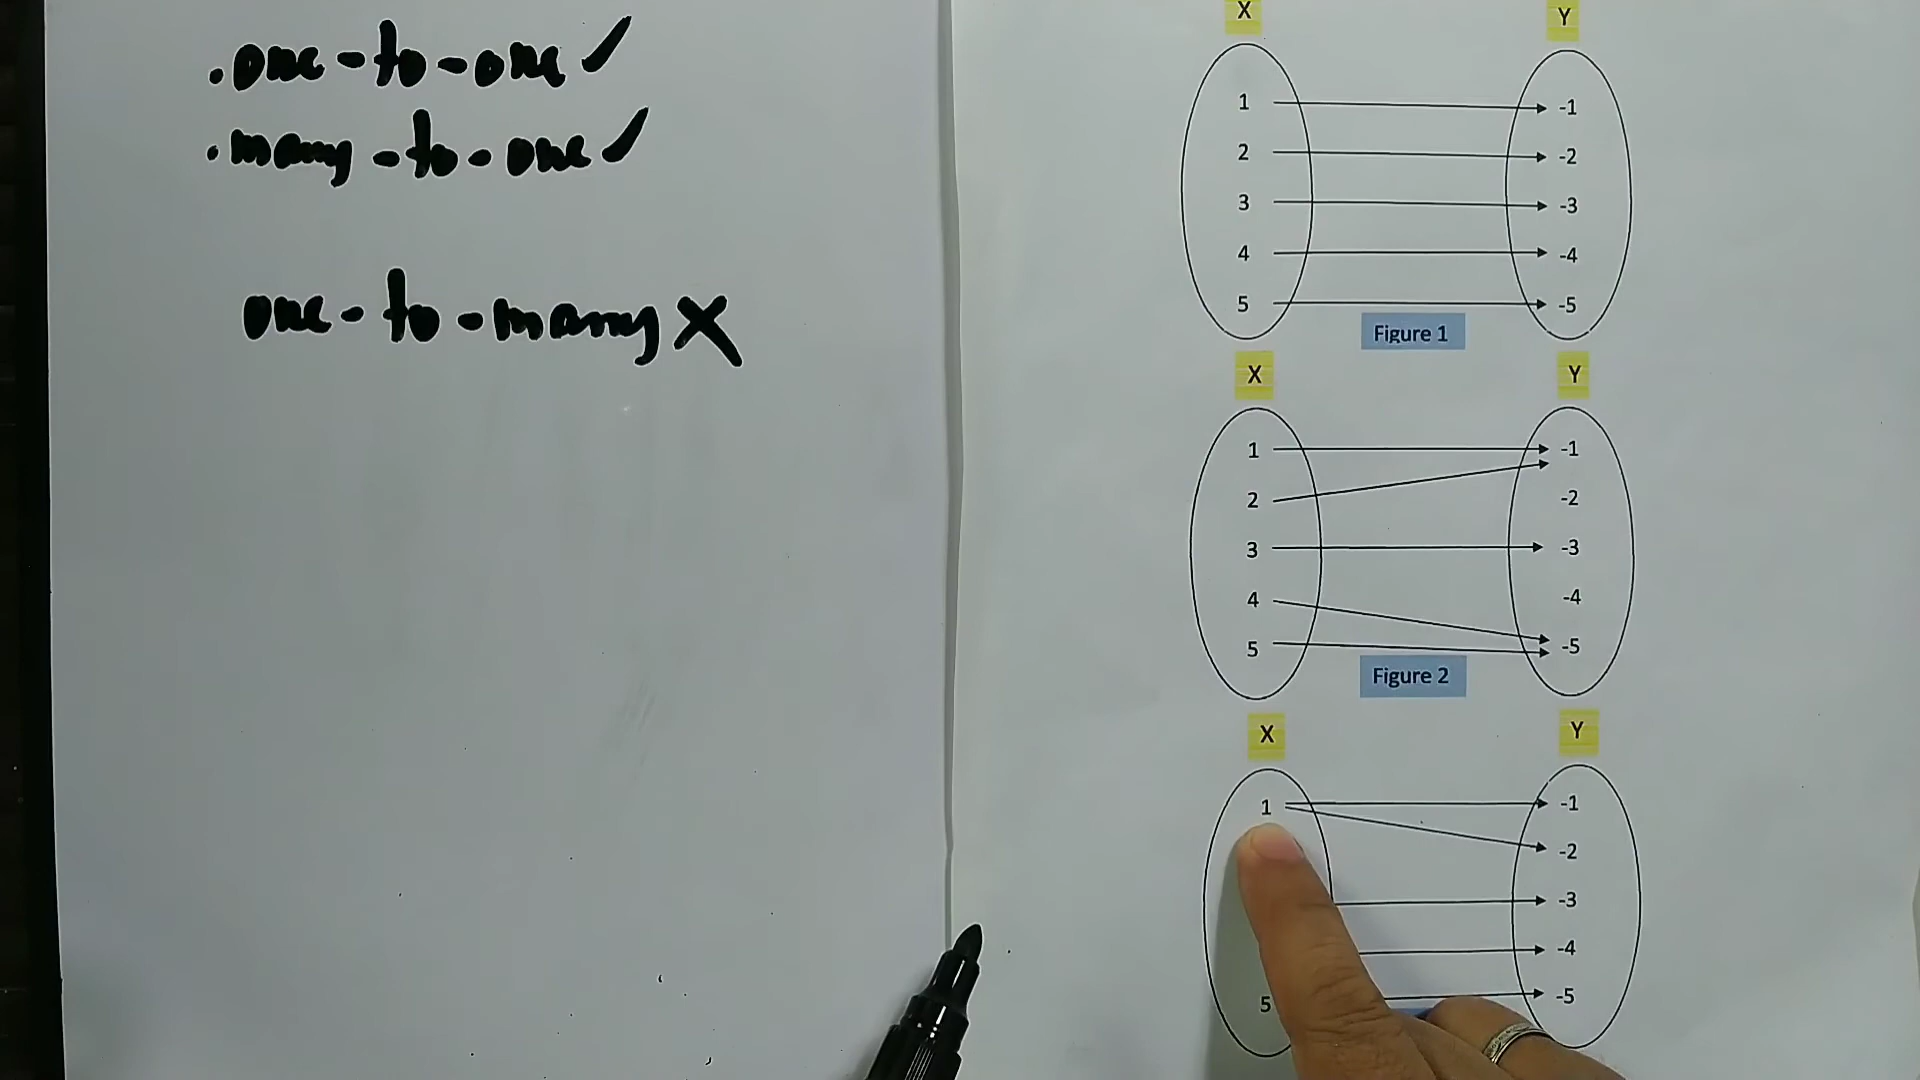 . one-to-one ✓
. many-to-one ✓
one-to-many X
X Y
1 -1
2 -2
3 -3
4 -4
5 -5
Figure 1
X Y
1 -1
2 -2
3 -3
4 -4
5 -5
Figure 2
X Y
1 -1
-2
-3
-4
5 -5